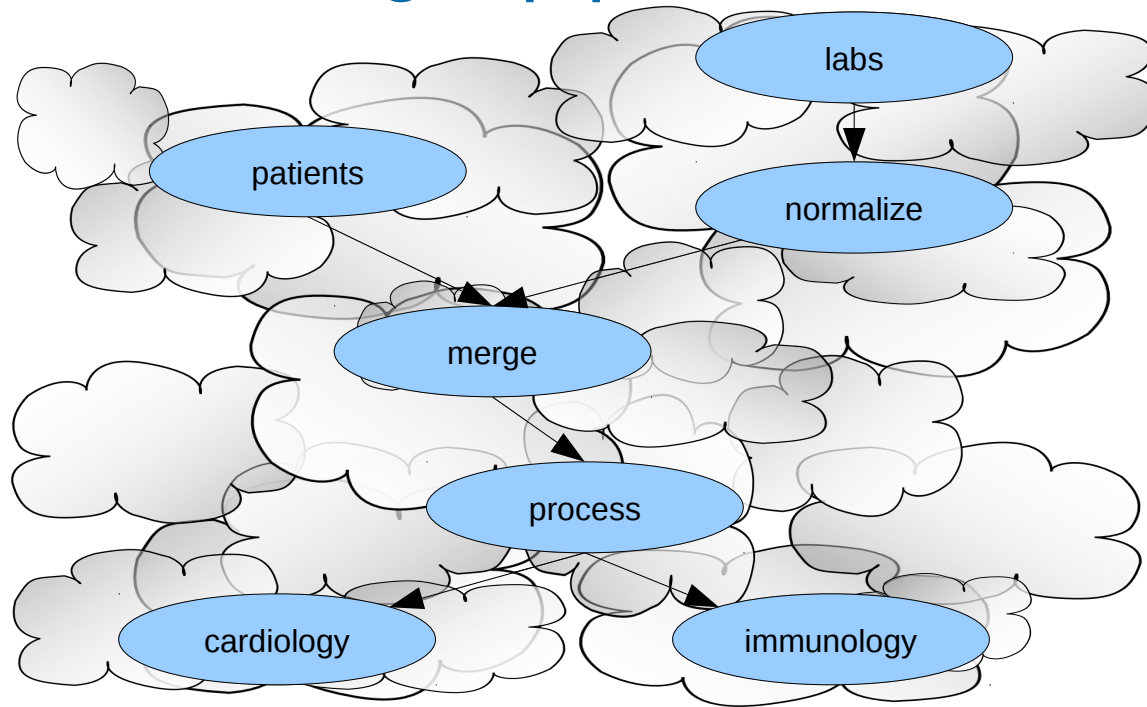 labs
patients
normalize
merge
process
cardiology
immunology